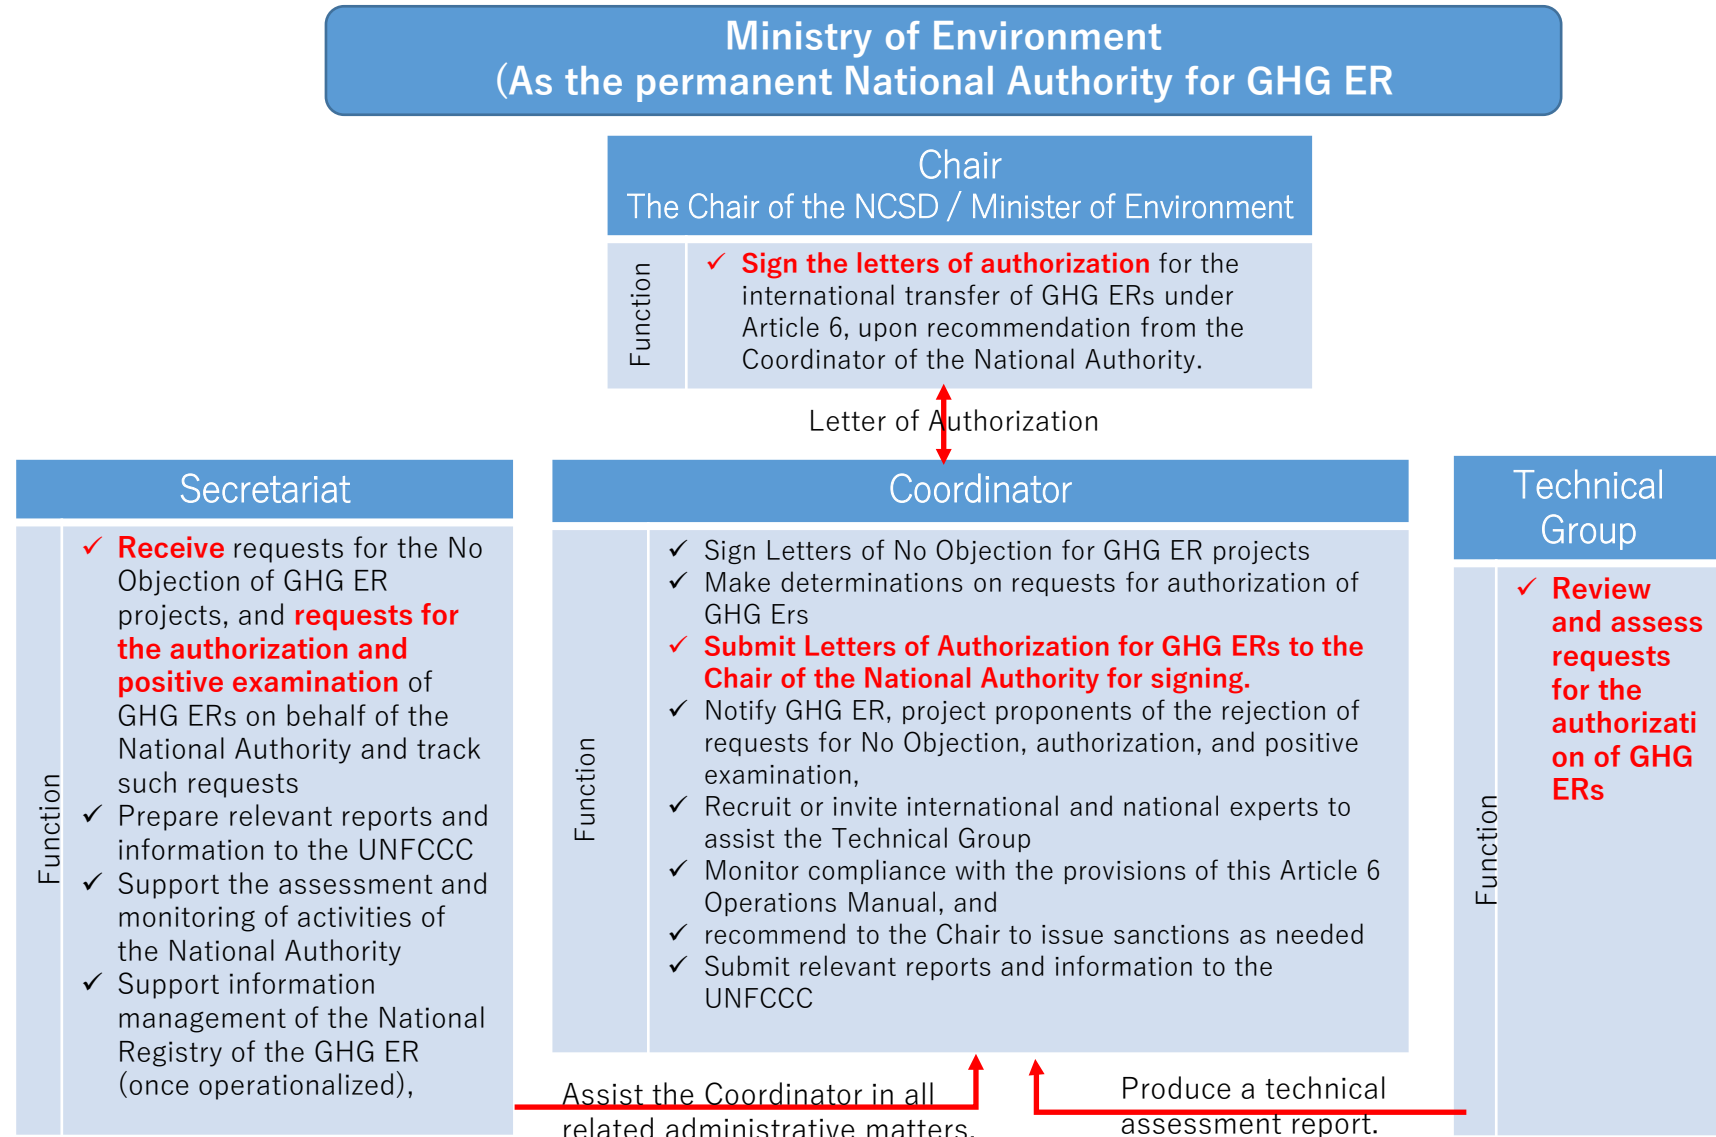 Ministry of Environment
(As the permanent National Authority for GHG ER
Chair
The Chair of the NCSD / Minister of Environment
Function
✓ Sign the letters of authorization for the
international transfer of GHG ERs under
Article 6, upon recommendation from the
Coordinator of the National Authority.
Letter of Authorization
Secretariat
Function
✓ Receive requests for the No
Objection of GHG ER
projects, and requests for
the authorization and
positive examination of
GHG ERs on behalf of the
National Authority and track
such requests
✓ Prepare relevant reports and
information to the UNFCCC
✓ Support the assessment and
monitoring of activities of
the National Authority
✓ Support information
management of the National
Registry of the GHG ER
(once operationalized),
Coordinator
Function
✓ Sign Letters of No Objection for GHG ER projects
✓ Make determinations on requests for authorization of
GHG Ers
✓ Submit Letters of Authorization for GHG ERs to the
Chair of the National Authority for signing.
✓ Notify GHG ER, project proponents of the rejection of
requests for No Objection, authorization, and positive
examination,
✓ Recruit or invite international and national experts to
assist the Technical Group
✓ Monitor compliance with the provisions of this Article 6
Operations Manual, and
✓ recommend to the Chair to issue sanctions as needed
✓ Submit relevant reports and information to the
UNFCCC
Technical
Group
Function
✓ Review
and assess
requests
for the
authorizati
on of GHG
ERs
Assist the Coordinator in all
related administrative matters.
Produce a technical
assessment report.